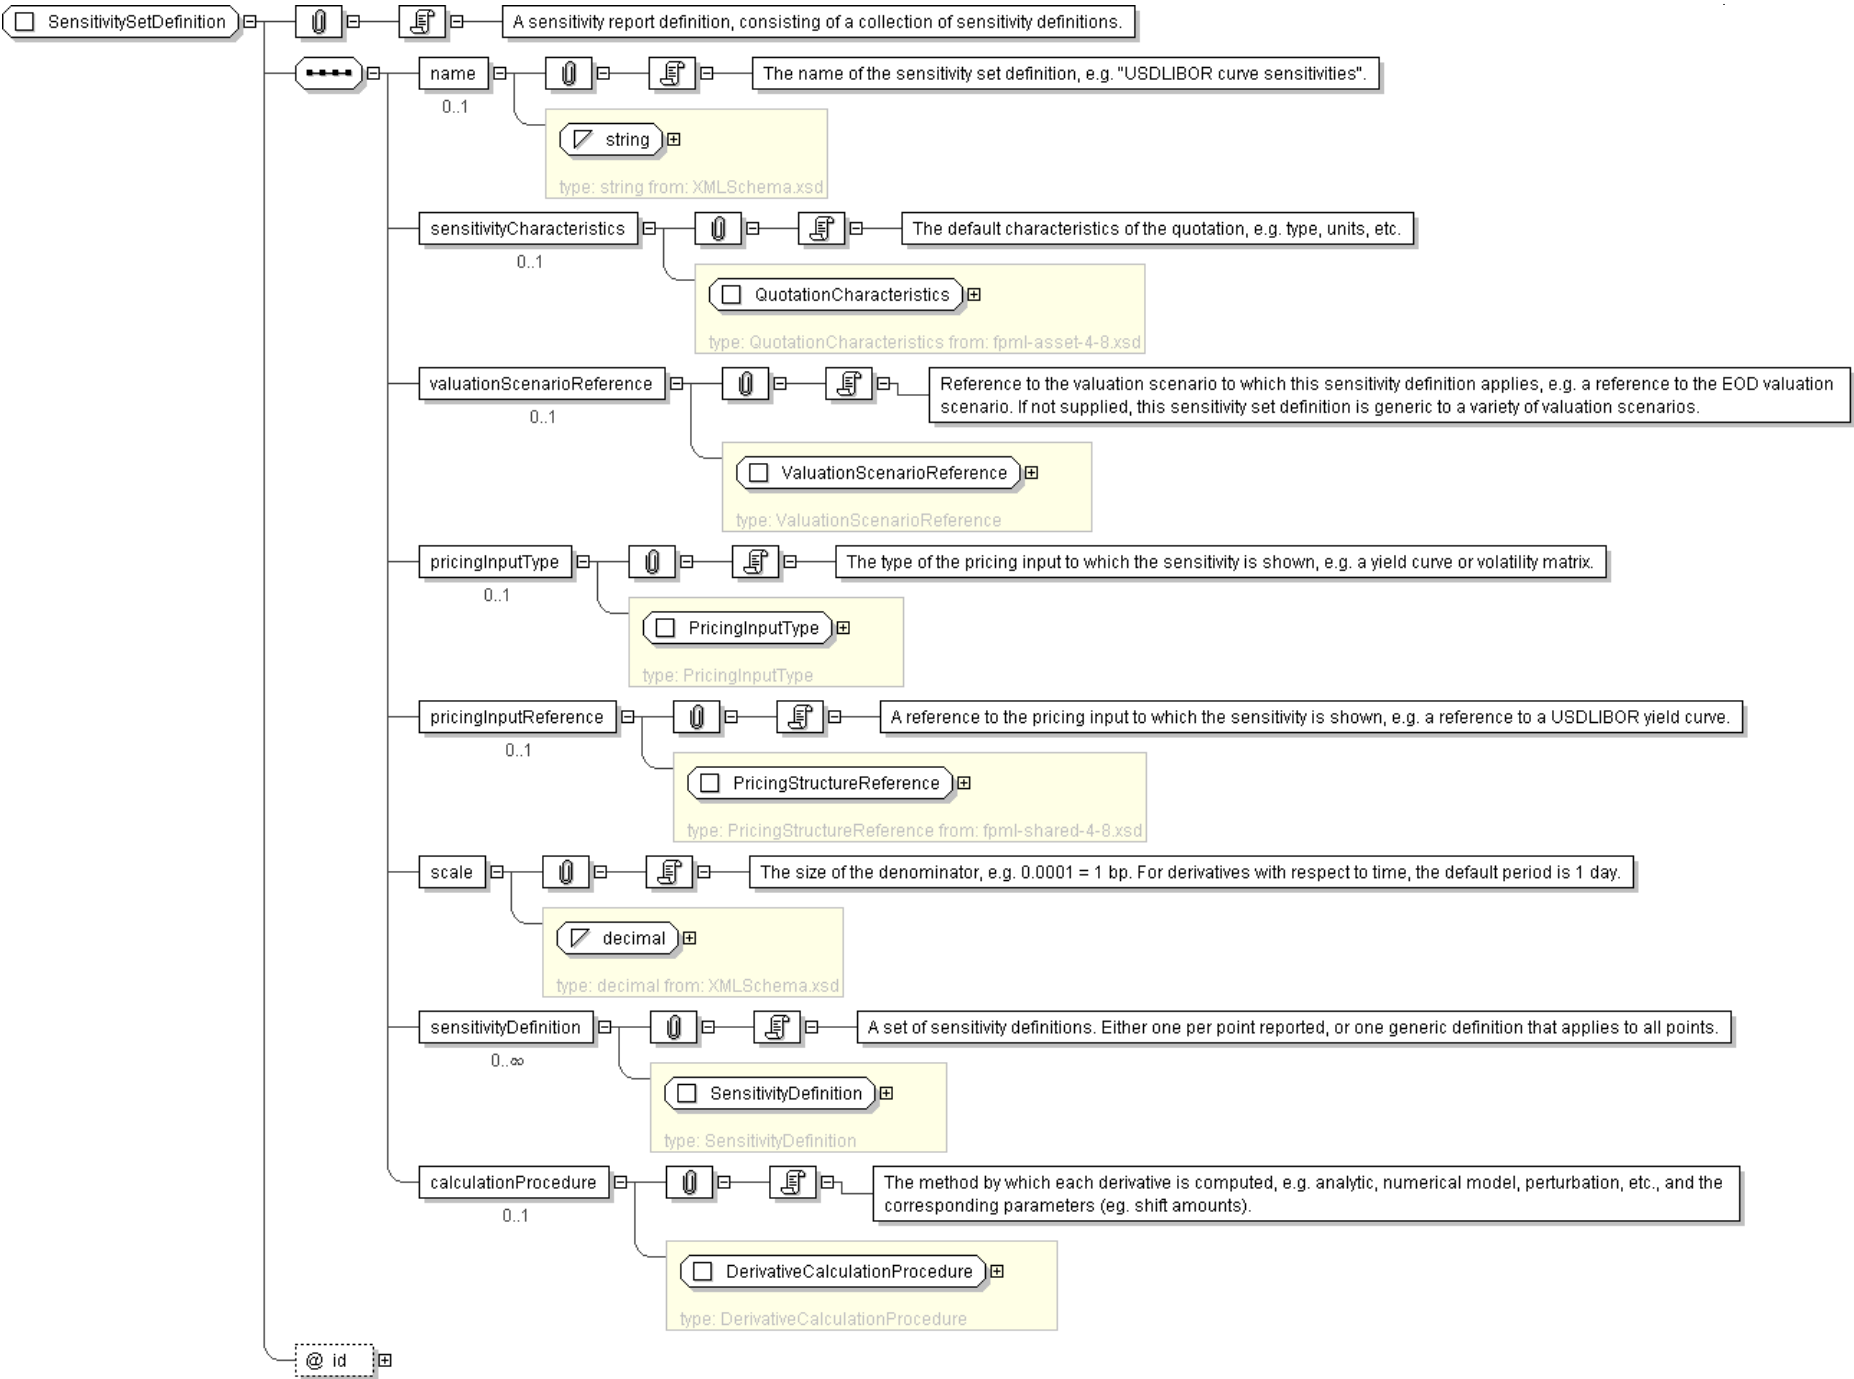 SensitivitySetDefinition
A sensitivity report definition, consisting of a collection of sensitivity definitions.
name
The name of the sensitivity set definition, e.g. "USDLIBOR curve sensitivities".
0..1
string
type: string from: XMLSchema.xsd
sensitivityCharacteristics
The default characteristics of the quotation, e.g. type, units, etc.
0..1
QuotationCharacteristics
type: QuotationCharacteristics from: fpml-asset-4-8.xsd
valuationScenarioReference
Reference to the valuation scenario to which this sensitivity definition applies, e.g. a reference to the EOD valuation
scenario. If not supplied, this sensitivity set definition is generic to a variety of valuation scenarios.
0..1
ValuationScenarioReference
type: ValuationScenarioReference
pricingInputType
The type of the pricing input to which the sensitivity is shown, e.g. a yield curve or volatility matrix.
0..1
PricingInputType
type: PricingInputType
pricingInputReference
A reference to the pricing input to which the sensitivity is shown, e.g. a reference to a USDLIBOR yield curve.
0..1
PricingStructureReference
type: PricingStructureReference from: fpml-shared-4-8.xsd
scale
The size of the denominator, e.g. 0.0001 = 1 bp. For derivatives with respect to time, the default period is 1 day.
decimal
type: decimal from: XMLSchema.xsd
sensitivityDefinition
A set of sensitivity definitions. Either one per point reported, or one generic definition that applies to all points.
0..∞
SensitivityDefinition
type: SensitivityDefinition
calculationProcedure
The method by which each derivative is computed, e.g. analytic, numerical model, perturbation, etc., and the
corresponding parameters (eg. shift amounts).
0..1
DerivativeCalculationProcedure
type: DerivativeCalculationProcedure
@ id